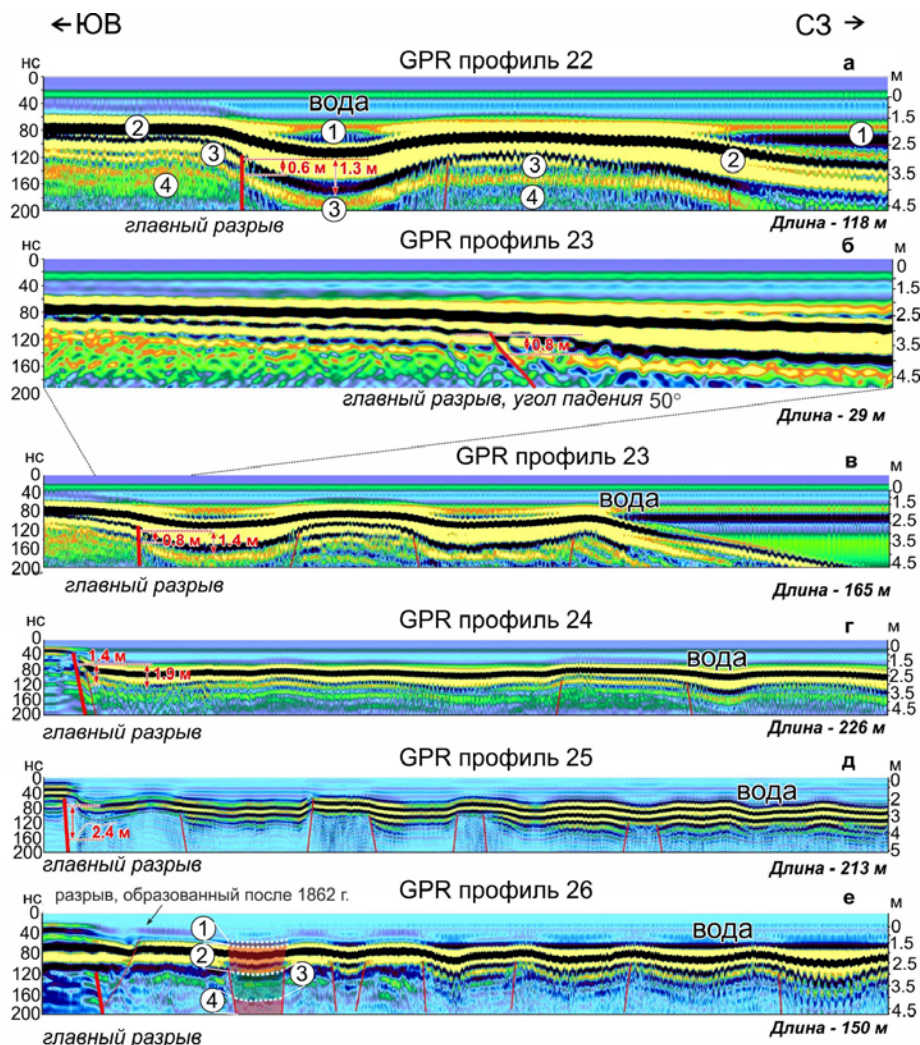 ←ЮВ СЗ →
GPR профиль 22 а
нс м
0 0
40 вода 1.5
80 2 1 1 2.5
120 3 0.6 м 1.3 м 3 2 3.5
160 4 3 4 4.5
200
главный разрыв Длина - 118 м
GPR профиль 23 б
нс м
0 0
40 1.5
80 2.5
120 0.8 м 3.5
160 4.5
200
главный разрыв, угол падения 50° Длина - 29 м
GPR профиль 23 в
нс м
0 0
40 вода 1.5
80 2.5
120 0.8 м 1.4 м 3.5
160 4.5
200
главный разрыв Длина - 165 м
GPR профиль 24 г
нс м
0 0
40 1.4 м 1.5
80 1.9 м вода 2.5
120 3.5
160 4.5
200
главный разрыв Длина - 226 м
GPR профиль 25 д
нс м
0 0
40 вода 2
80 3
120 2.4 м 4
160 5
200
главный разрыв Длина - 213 м
GPR профиль 26 е
разрыв, образованный после 1862 г.
нс м
0 0
40 1 вода 1.5
80 2 2.5
120 3 3.5
160 4 4.5
200
главный разрыв Длина - 150 м